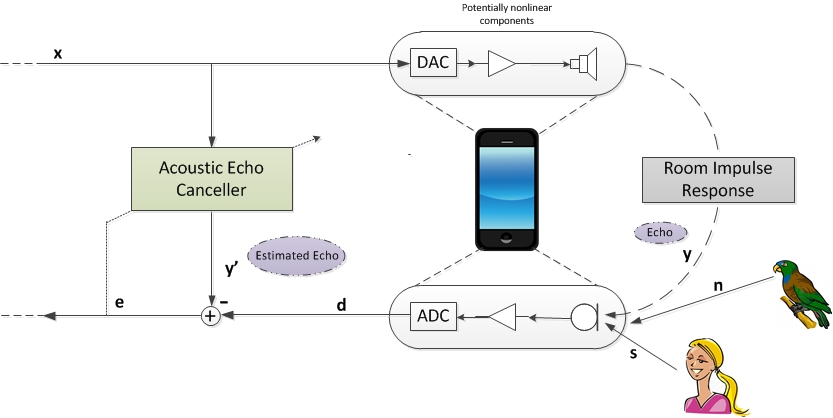 Potentially nonlinear
components
x
DAC
Acoustic Echo
Canceller
Room Impulse
Response
Echo
Estimated Echo
y'
y
n
e
–
d
ADC
+
s